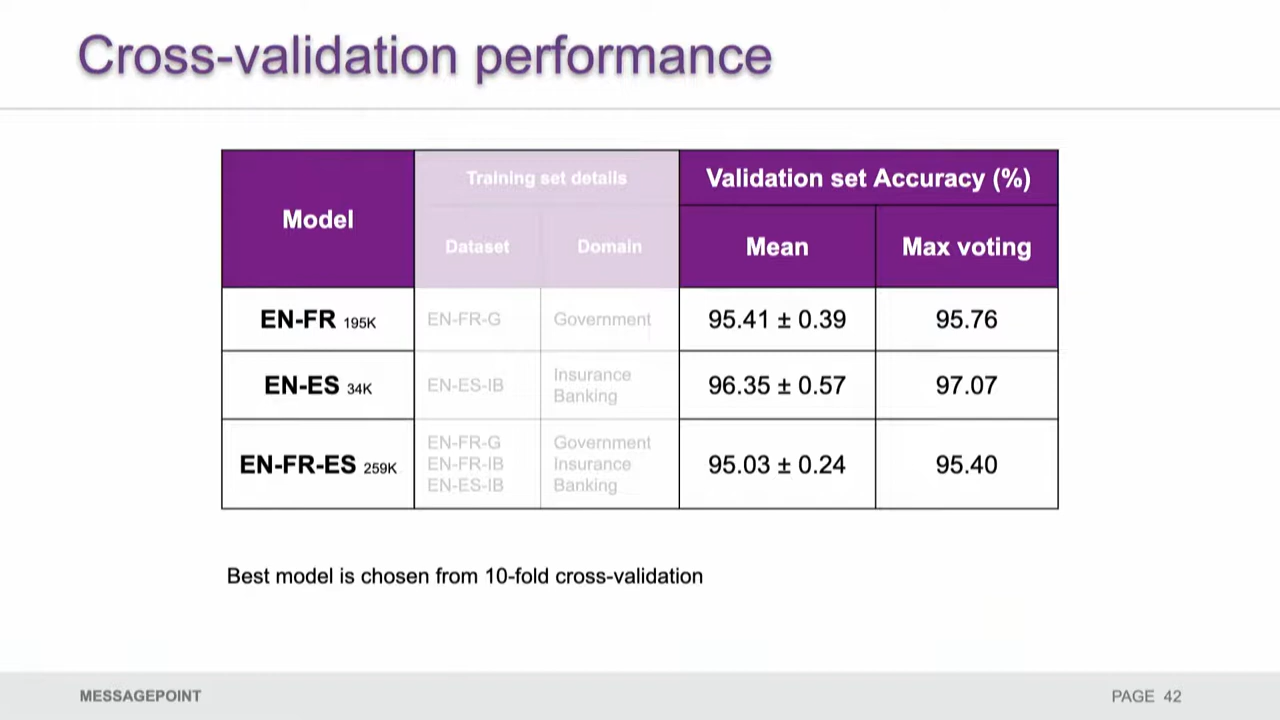 Cross-validation performance
Model
Training set details
Validation set Accuracy (%)
Dataset
Domain
Mean
Max voting
EN-FR 195K
EN-FR-G
Government
95.41 ± 0.39
95.76
EN-ES 34K
EN-ES-IB
Insurance
Banking
96.35 ± 0.57
97.07
EN-FR-ES 259K
EN-FR-G
EN-FR-IB
EN-ES-IB
Government
Insurance
Banking
95.03 ± 0.24
95.40
Best model is chosen from 10-fold cross-validation
MESSAGEPOINT
PAGE 42